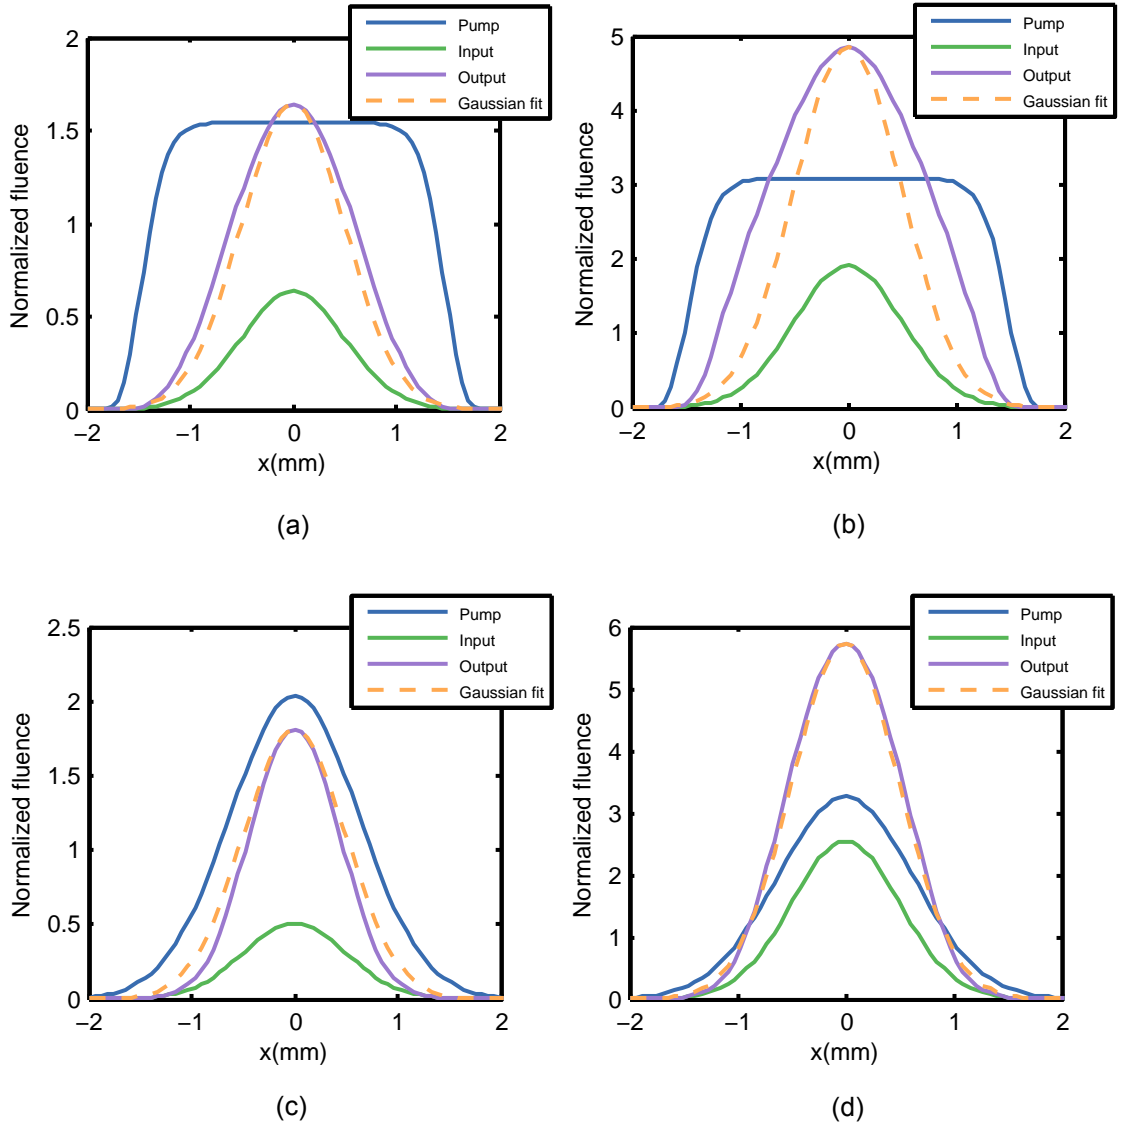 Pump
Input
Output
Gaussian fit
2
1.5
1
0.5
0
−2
−1
0
1
2
Normalized fluence
x(mm)
(a)
Pump
Input
Output
Gaussian fit
5
4
3
2
1
0
−2
−1
0
1
2
Normalized fluence
x(mm)
(b)
Pump
Input
Output
Gaussian fit
2.5
2
1.5
1
0.5
0
−2
−1
0
1
2
Normalized fluence
x(mm)
(c)
Pump
Input
Output
Gaussian fit
6
5
4
3
2
1
0
−2
−1
0
1
2
Normalized fluence
x(mm)
(d)